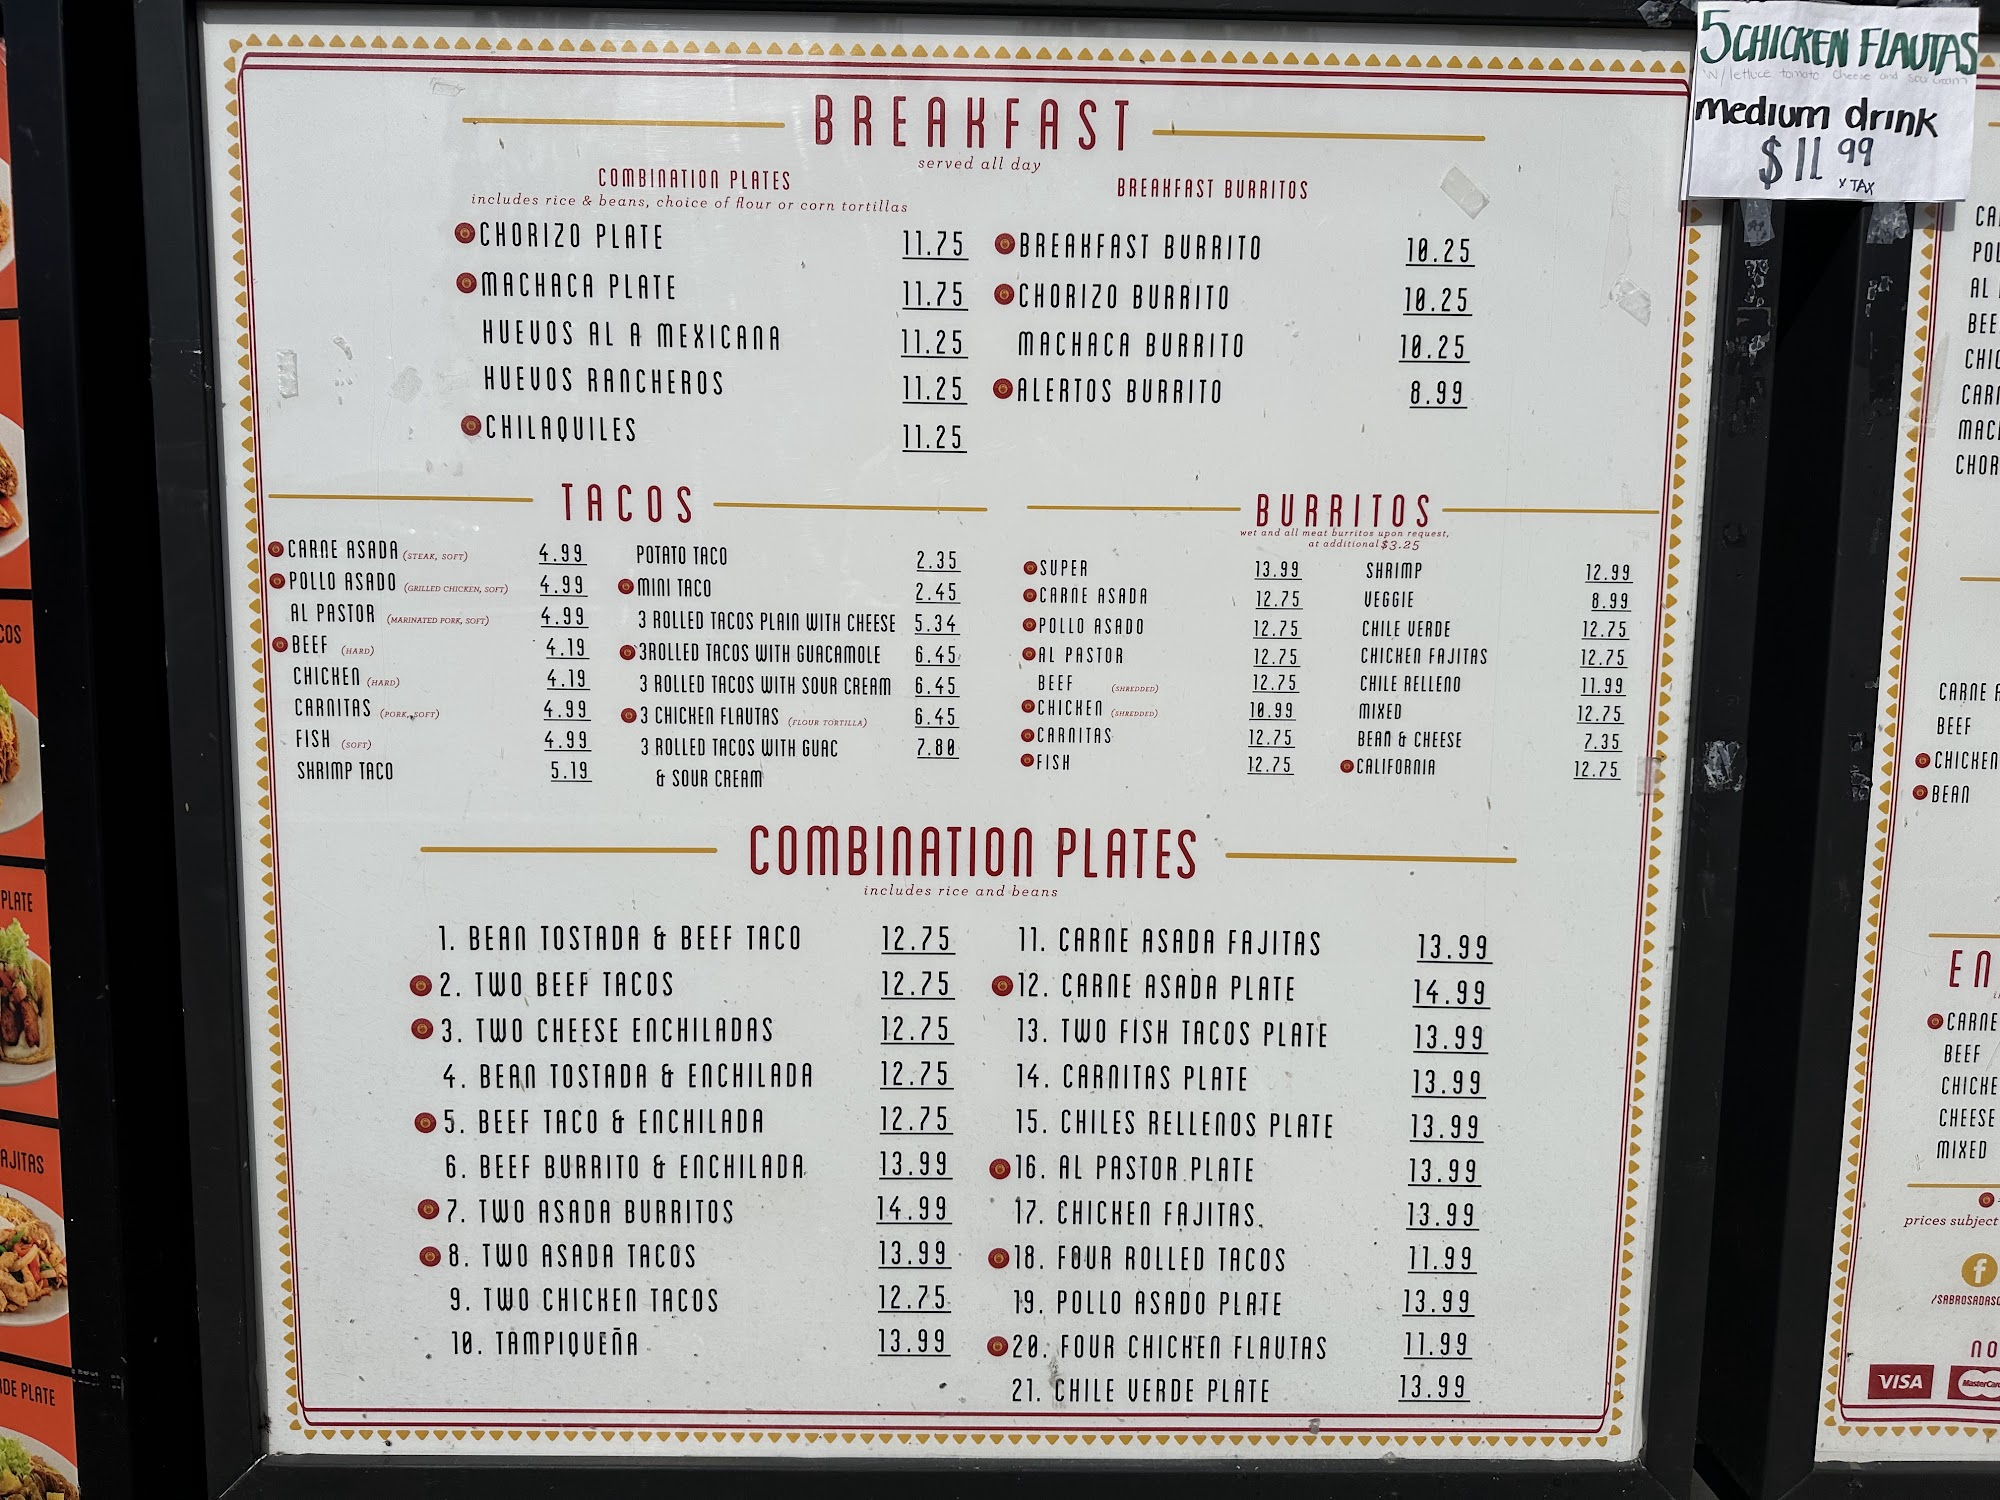 BREAKFAST
served all day
COMBINATION PLATES
includes rice & beans, choice of flour or corn tortillas
CHORIZO PLATE 11.75
MACHACA PLATE 11.75
HUEVOS AL A MEXICANA 11.25
HUEVOS RANCHEROS 11.25
CHILAQUILES 11.25
BREAKFAST BURRITOS
BREAKFAST BURRITO 10.25
CHORIZO BURRITO 10.25
MACHACA BURRITO 10.25
ALERTOS BURRITO 8.99
TACOS
CARNE ASADA (STEAK, SOFT) 4.99
POLLO ASADO (GRILLED CHICKEN, SOFT) 4.99
AL PASTOR (MARINATED PORK, SOFT) 4.99
BEEF (HARD) 4.19
CHICKEN (HARD) 4.19
CARNITAS (PORK, SOFT) 4.99
FISH (SOFT) 4.99
SHRIMP TACO 5.19
POTATO TACO 2.35
MINI TACO 2.45
3 ROLLED TACOS PLAIN WITH CHEESE 5.34
3ROLLED TACOS WITH GUACAMOLE 6.45
3 ROLLED TACOS WITH SOUR CREAM 6.45
3 CHICKEN FLAUTAS (FLOUR TORTILLA) 6.45
3 ROLLED TACOS WITH GUAC 7.80
& SOUR CREAM
BURRITOS
wet and all meat burritos upon request,
at additional $3.25
SUPER 13.99
CARNE ASADA 12.75
POLLO ASADO 12.75
AL PASTOR 12.75
BEEF (SHREDDED) 12.75
CHICKEN (SHREDDED) 10.99
CARNITAS 12.75
FISH 12.75
SHRIMP 12.99
VEGGIE 8.99
CHILE VERDE 12.75
CHICKEN FAJITAS 12.75
CHILE RELLENO 11.99
MIXED 12.75
BEAN & CHEESE 7.35
CALIFORNIA 12.75
COMBINATION PLATES
includes rice and beans
1. BEAN TOSTADA & BEEF TACO 12.75
2. TWO BEEF TACOS 12.75
3. TWO CHEESE ENCHILADAS 12.75
4. BEAN TOSTADA & ENCHILADA 12.75
5. BEEF TACO & ENCHILADA 12.75
6. BEEF BURRITO & ENCHILADA 13.99
7. TWO ASADA BURRITOS 14.99
8. TWO ASADA TACOS 13.99
9. TWO CHICKEN TACOS 12.75
10. TAMPIQUEÑA 13.99
11. CARNE ASADA FAJITAS 13.99
12. CARNE ASADA PLATE 14.99
13. TWO FISH TACOS PLATE 13.99
14. CARNITAS PLATE 13.99
15. CHILES RELLENOS PLATE 13.99
16. AL PASTOR PLATE 13.99
17. CHICKEN FAJITAS 13.99
18. FOUR ROLLED TACOS 11.99
19. POLLO ASADO PLATE 13.99
20. FOUR CHICKEN FLAUTAS 11.99
21. CHILE VERDE PLATE 13.99
5 CHICKEN FLAUTAS
W/ lettuce tomato cheese and sour cream
medium drink
$11 99
x TAX
AL
CARNE
BEEF
CHICKEN
BEAN
CARNE
BEEF
CHEESE
MIXED
prices subject
f
VISA
MasterCard
PLATE
PLATE